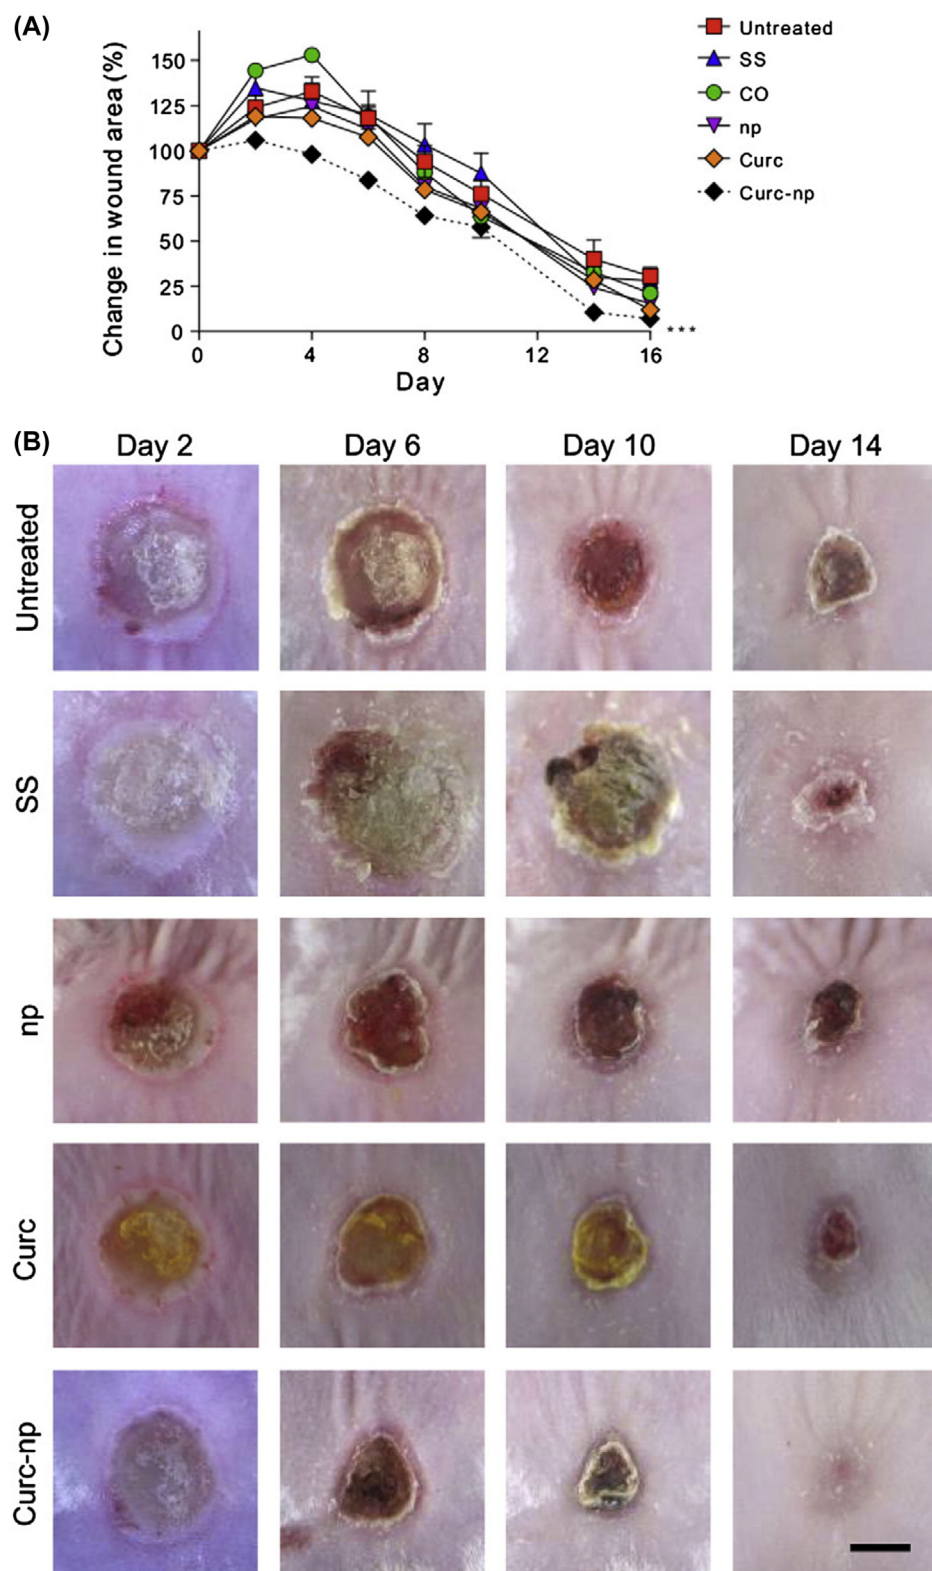 (A)
Change in wound area (%)
150
125
100
75
50
25
0
0 4 8 12 16
Day
***
Untreated
SS
CO
np
Curc
Curc-np
(B)
Day 2 Day 6 Day 10 Day 14
Untreated
SS
np
Curc
Curc-np